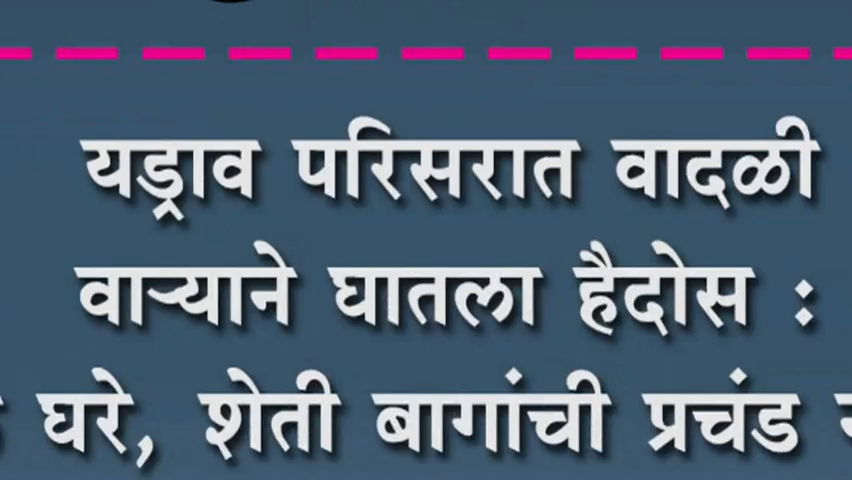 यड्राव परिसरात वादळी
वाऱ्याने घातला हैदोस :
घरे, शेती बागांची प्रचंड